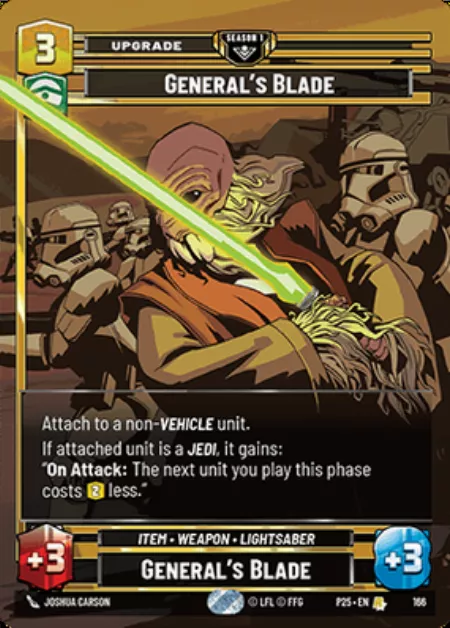 3
UPGRADE
SEASON 1
GENERAL'S BLADE
Attach to a non-VEHICLE unit.
If attached unit is a JEDI, it gains:
"On Attack: The next unit you play this phase
costs 2 less."
+3
ITEM • WEAPON • LIGHTSABER
GENERAL'S BLADE
+3
JOSHUA CARSON
© LFL © FFG
P25 • EN
166